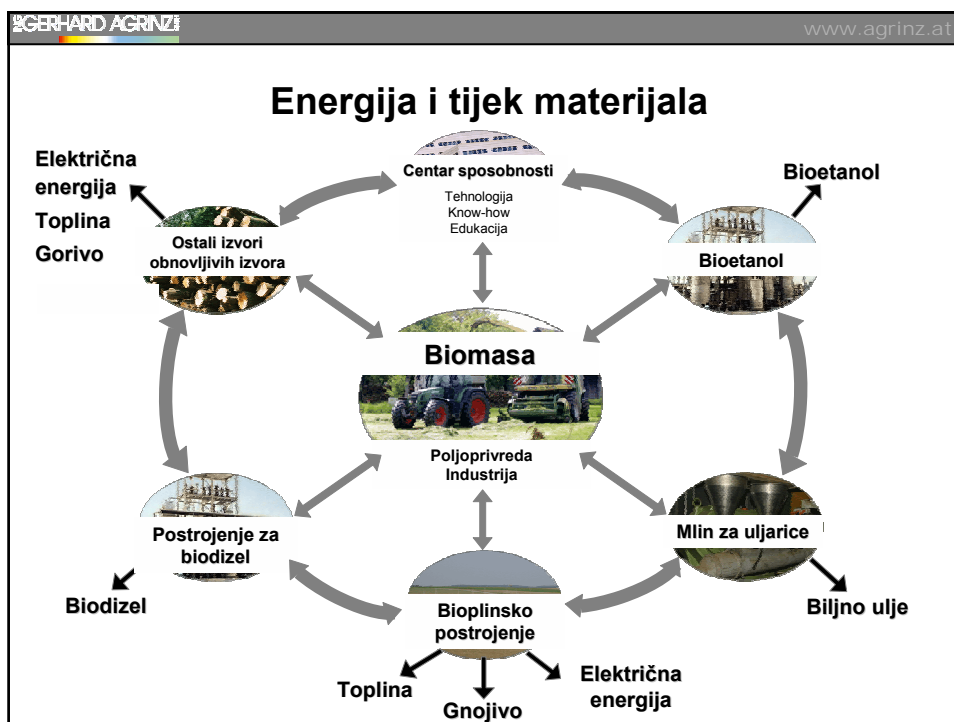 GERHARD AGRINZ
www.agrinz.at
Energija i tijek materijala
Električna
energija
Toplina
Gorivo
Centar sposobnosti
Tehnologija
Know-how
Edukacija
Bioetanol
Ostali izvori
obnovljivih izvora
Bioetanol
Biomasa
Poljoprivreda
Industrija
Postrojenje za
biodizel
Mlin za uljarice
Biodizel
Bioplinsko
postrojenje
Biljno ulje
Toplina
Gnojivo
Električna
energija